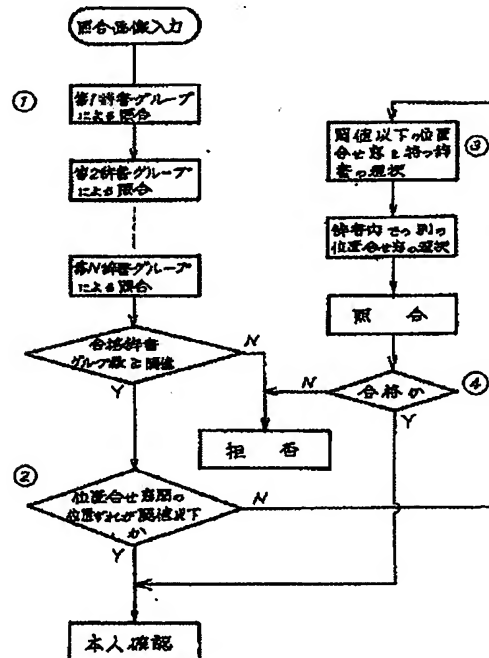 照合画像入力
①
第1辞書グループ
による照合
第2辞書グループ
による照合
第N辞書グループ
による照合
合格辞書
グループ数≧閾値
N
Y
②
位置合せ窓間の
位置ずれが閾値以下
か
N
Y
本人確認
閾値以下の位置
合せ窓を持つ辞
書の選択
③
辞書内での別の
位置合せ窓の選択
照合
合格か
④
N
Y
拒否